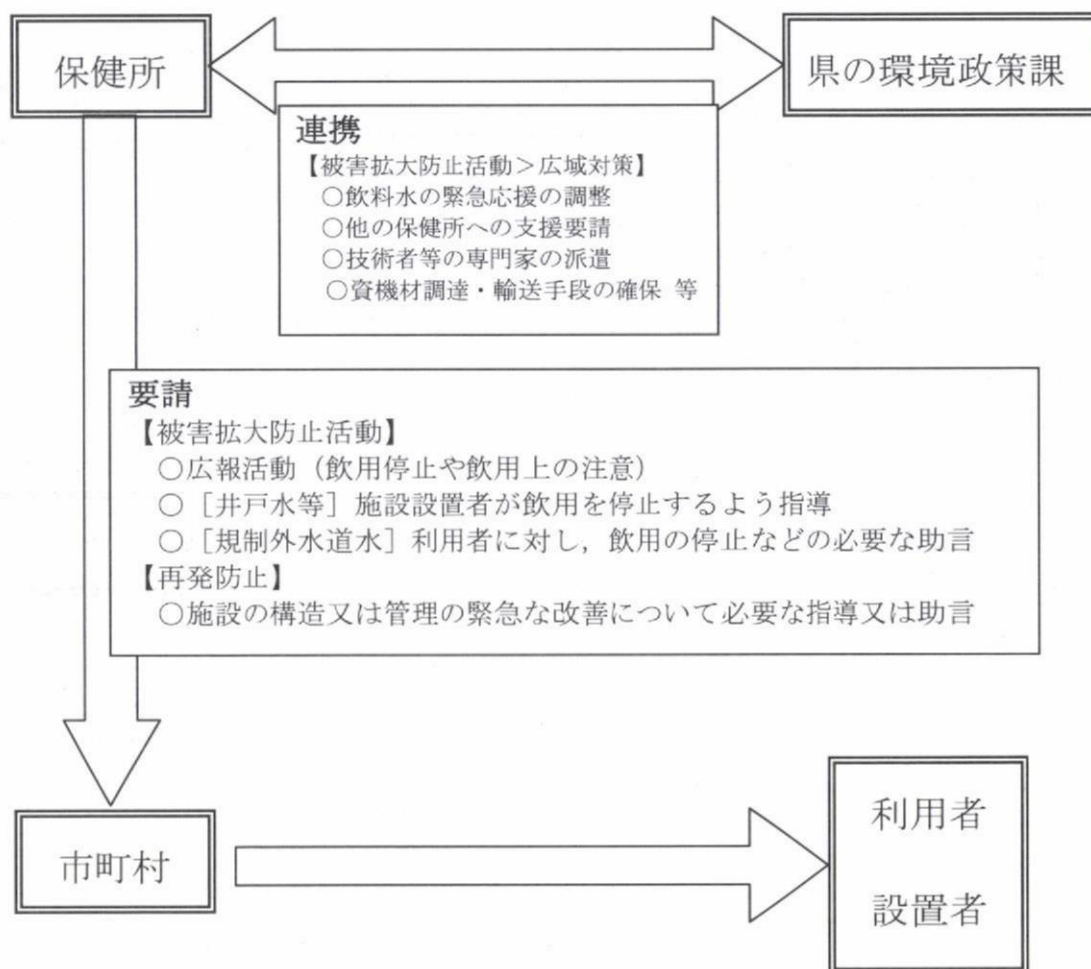 保健所
県の環境政策課
連携
【被害拡大防止活動>広域対策】
○飲料水の緊急応援の調整
○他の保健所への支援要請
○技術者等の専門家の派遣
○資機材調達・輸送手段の確保 等
要請
【被害拡大防止活動】
○広報活動（飲用停止や飲用上の注意）
○［井戸水等］施設設置者が飲用を停止するよう指導
○［規制外水道水］利用者に対し，飲用の停止などの必要な助言
【再発防止】
○施設の構造又は管理の緊急な改善について必要な指導又は助言
市町村
利用者
設置者